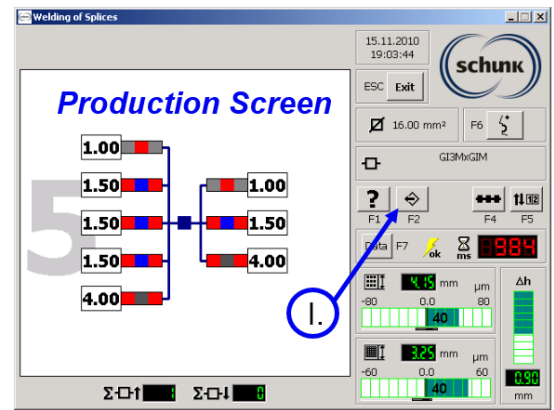 Welding of Splices
15.11.2010
19:03:44
schunk
ESC Exit
Production Screen
16.00 mm² F6
5
1.00
GI3MxGIM
1.50 1.00
1.50 1.50
1.50 4.00
4.00
?
F1 F2 F4 F5
Data F7 ok ms 984
I.
4.15 mm µm Δh
-80 0.0 80
40
3.25 mm µm
-60 0.0 60
40
0.90
mm
Σ 1 Σ 0